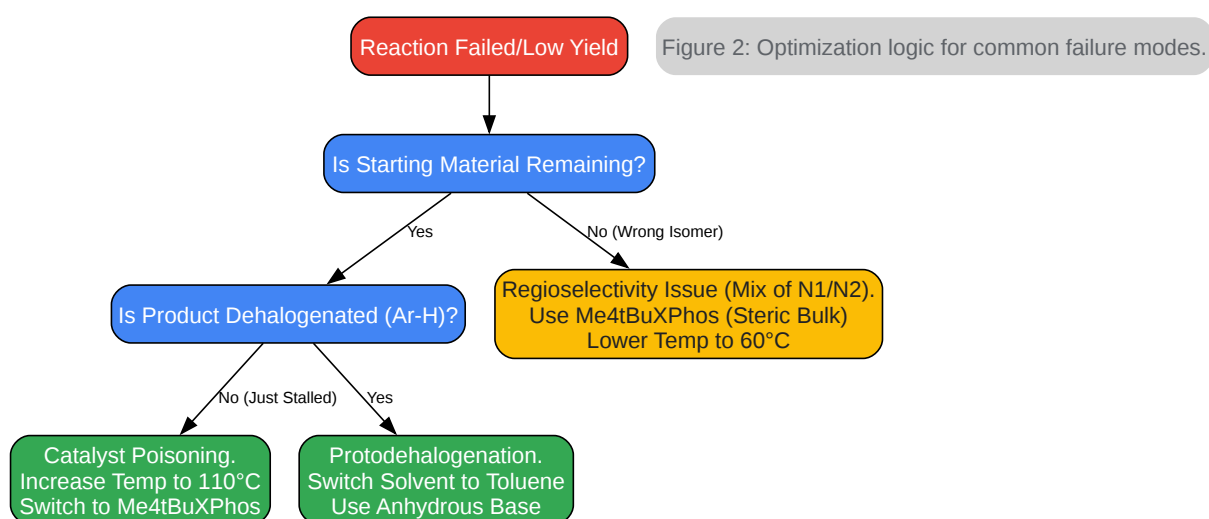 Reaction Failed/Low Yield
Figure 2: Optimization logic for common failure modes.
Is Starting Material Remaining?
Yes
No (Wrong Isomer)
Is Product Dehalogenated (Ar-H)?
Regioselectivity Issue (Mix of N1/N2).
Use Me4tBuXPhos (Steric Bulk)
Lower Temp to 60°C
No (Just Stalled)
Yes
Catalyst Poisoning.
Increase Temp to 110°C
Switch to Me4tBuXPhos
Protodehalogenation.
Switch Solvent to Toluene
Use Anhydrous Base